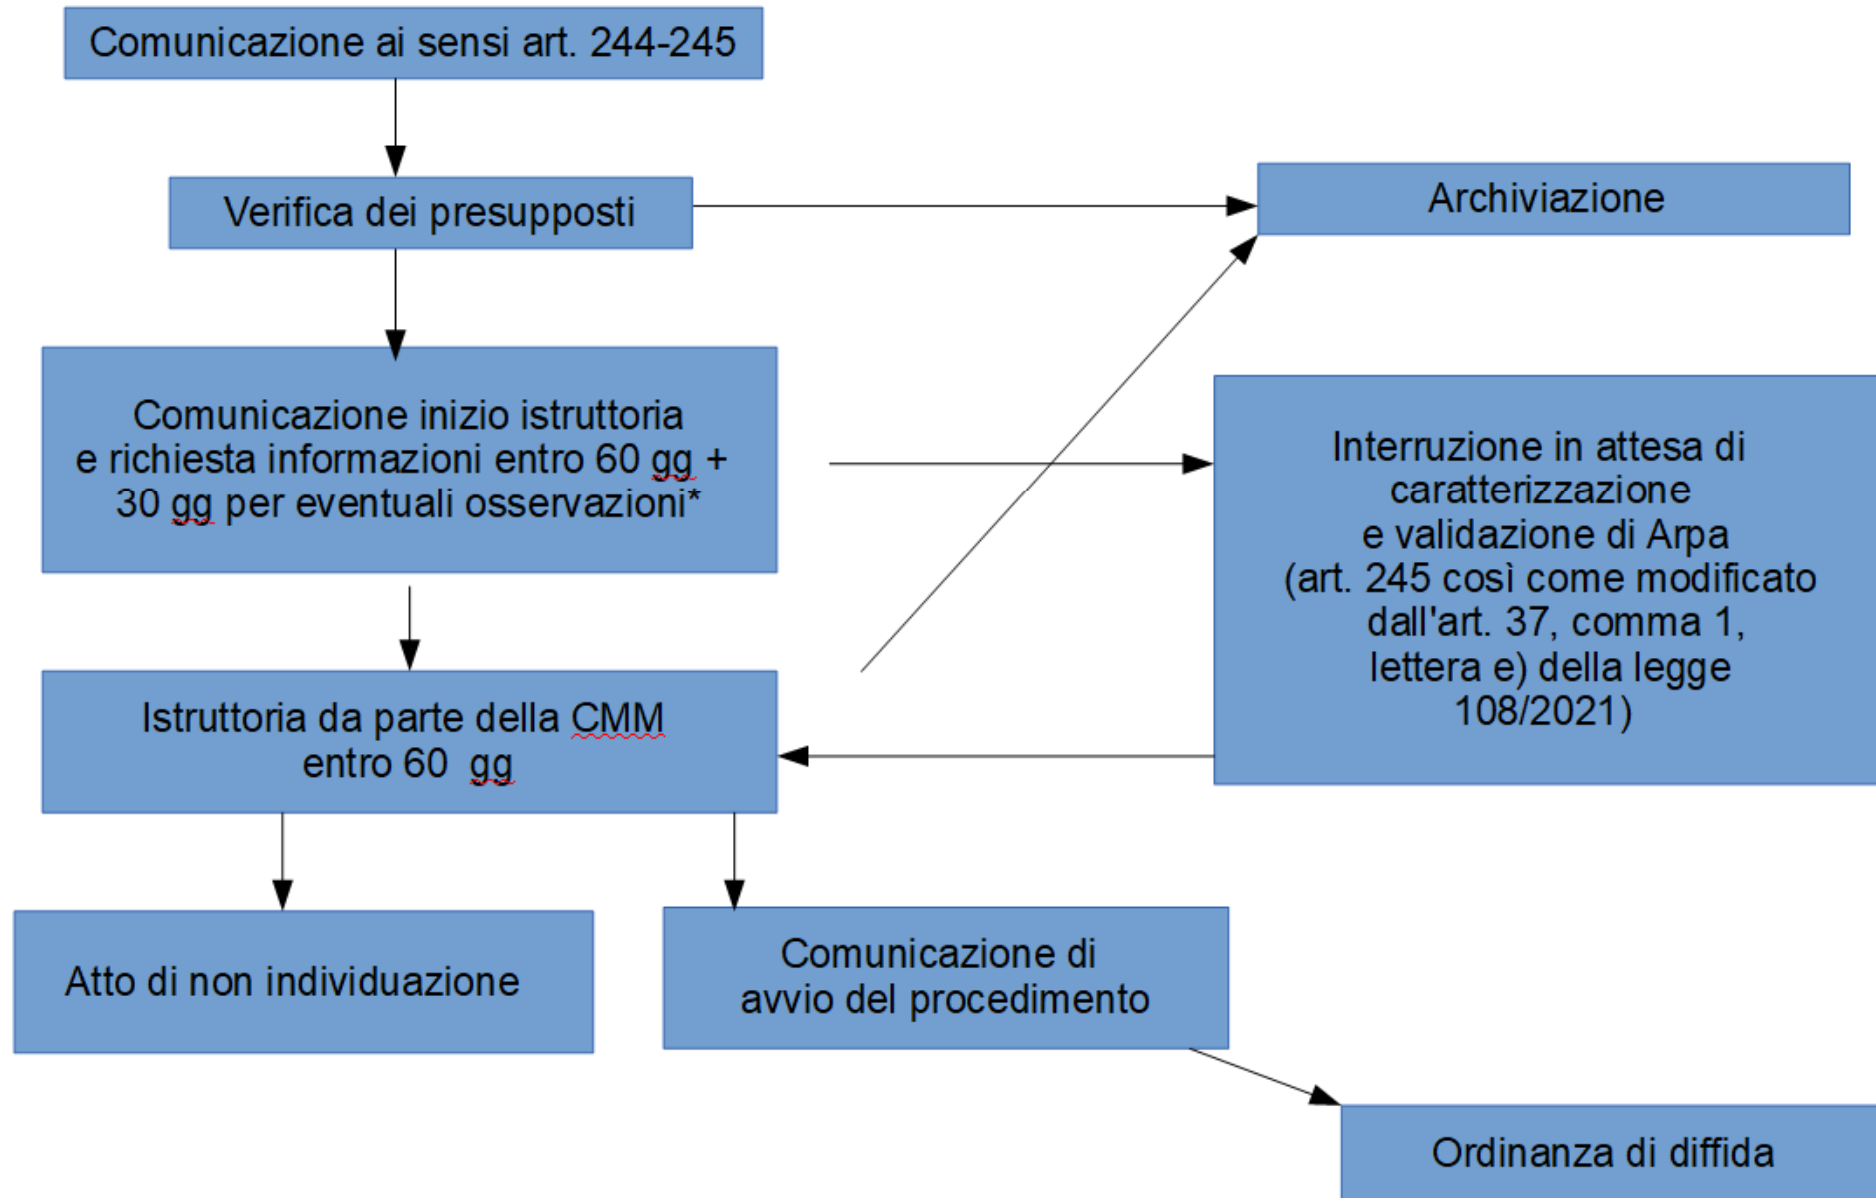 Comunicazione ai sensi art. 244-245
Verifica dei presupposti
Archiviazione
Comunicazione inizio istruttoria
e richiesta informazioni entro 60 gg +
30 gg per eventuali osservazioni*
Interruzione in attesa di
caratterizzazione
e validazione di Arpa
(art. 245 così come modificato
dall'art. 37, comma 1,
lettera e) della legge
108/2021)
Istruttoria da parte della CMM
entro 60 gg
Atto di non individuazione
Comunicazione di
avvio del procedimento
Ordinanza di diffida